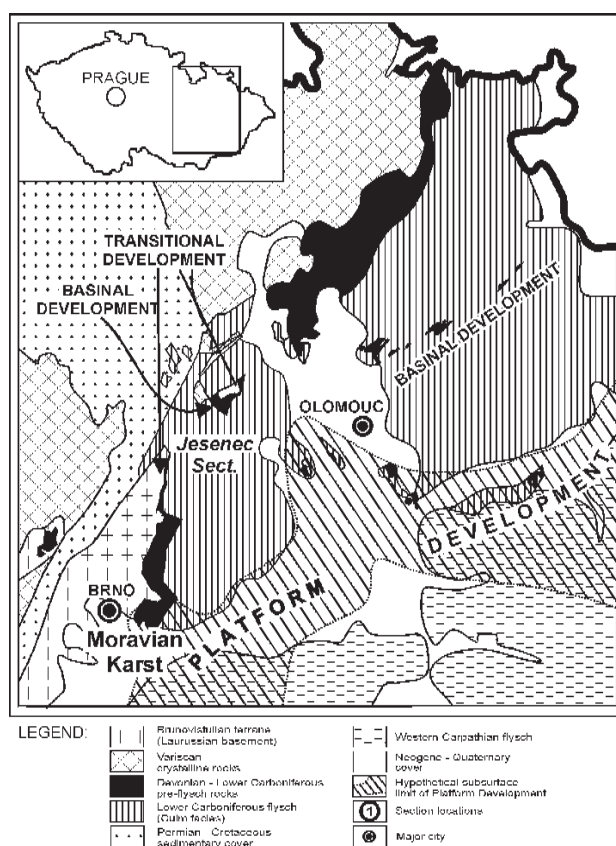 PRAGUE
TRANSITIONAL
DEVELOPMENT
BASINAL
DEVELOPMENT
BASINAL DEVELOPMENT
OLOMOUC
Jesenec
Sect.
PLATFORM DEVELOPMENT
BRNO
Moravian
Karst
LEGEND:
Brunovistulian terrane
(Laurussian basement)
Variscan
crystalline rocks
Devonian - Lower Carboniferous
pre-flysch rocks
Lower Carboniferous flysch
(Culm facies)
Permian - Cretaceous
sedimentary cover
Western Carpathian flysch
Neogene - Quaternary
cover
Hypothetical subsurface
limit of Platform Development
1 Section locations
Major city